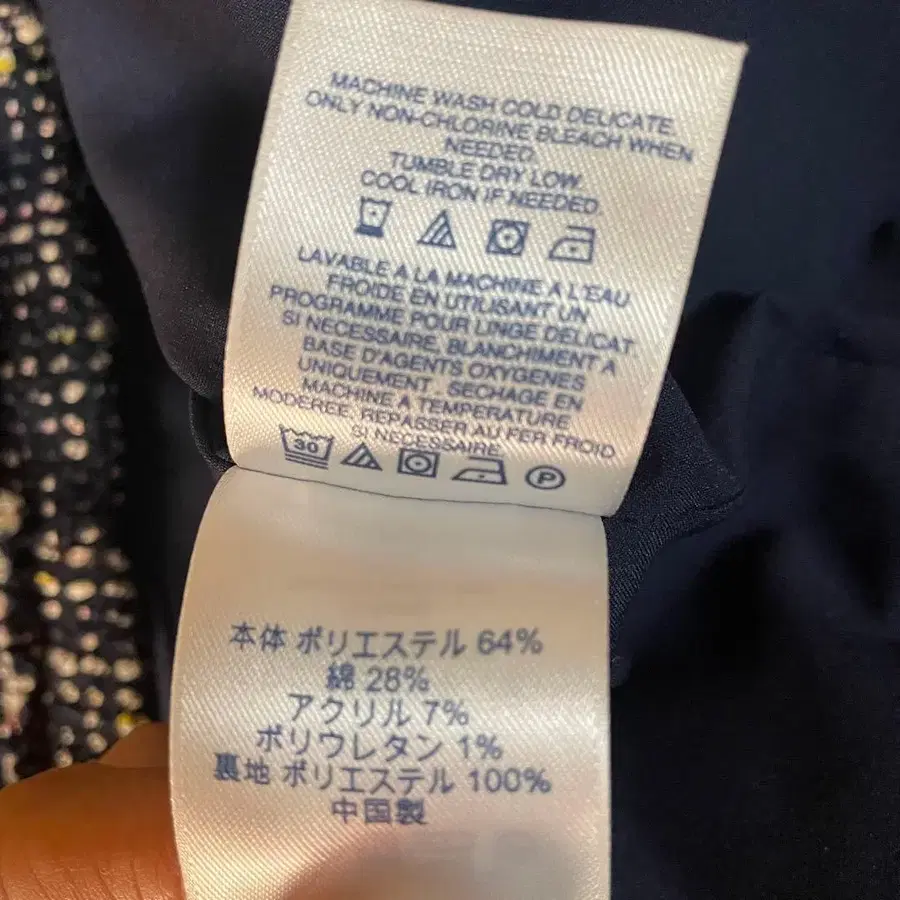 MACHINE WASH COLD DELICATE.
ONLY NON-CHLORINE BLEACH WHEN
NEEDED.
TUMBLE DRY LOW.
COOL IRON IF NEEDED.
LAVABLE A LA MACHINE A L'EAU
FROIDE EN UTILISANT UN
PROGRAMME POUR LINGE DELICAT.
SI NECESSAIRE, BLANCHIMENT A
BASE D'AGENTS OXYGENES
UNIQUEMENT. SECHAGE EN
MACHINE A TEMPERATURE
MODEREE. REPASSER AU FER FROID
SI NECESSAIRE.
30 P
本体 ポリエステル 64%
綿 28%
アクリル 7%
ポリウレタン 1%
裏地 ポリエステル 100%
中国製